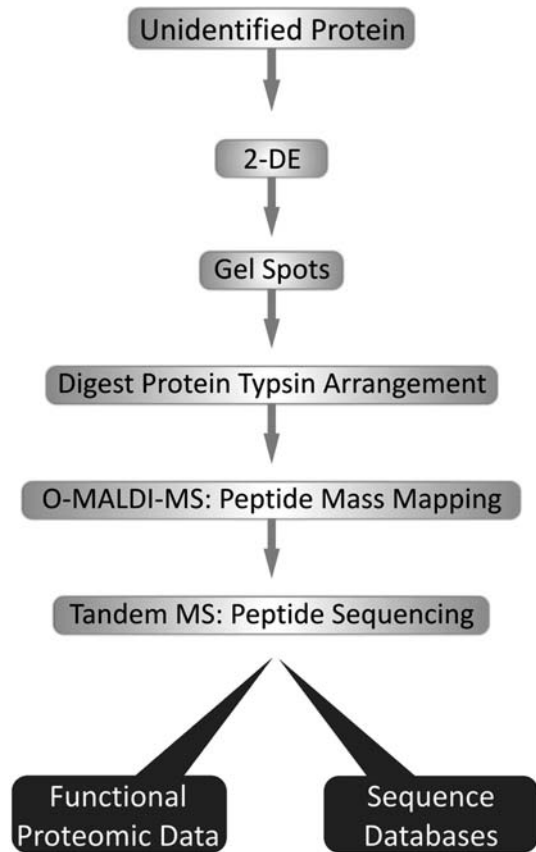 Unidentified Protein
2-DE
Gel Spots
Digest Protein Typsin Arrangement
O-MALDI-MS: Peptide Mass Mapping
Tandem MS: Peptide Sequencing
Functional
Proteomic Data
Sequence
Databases